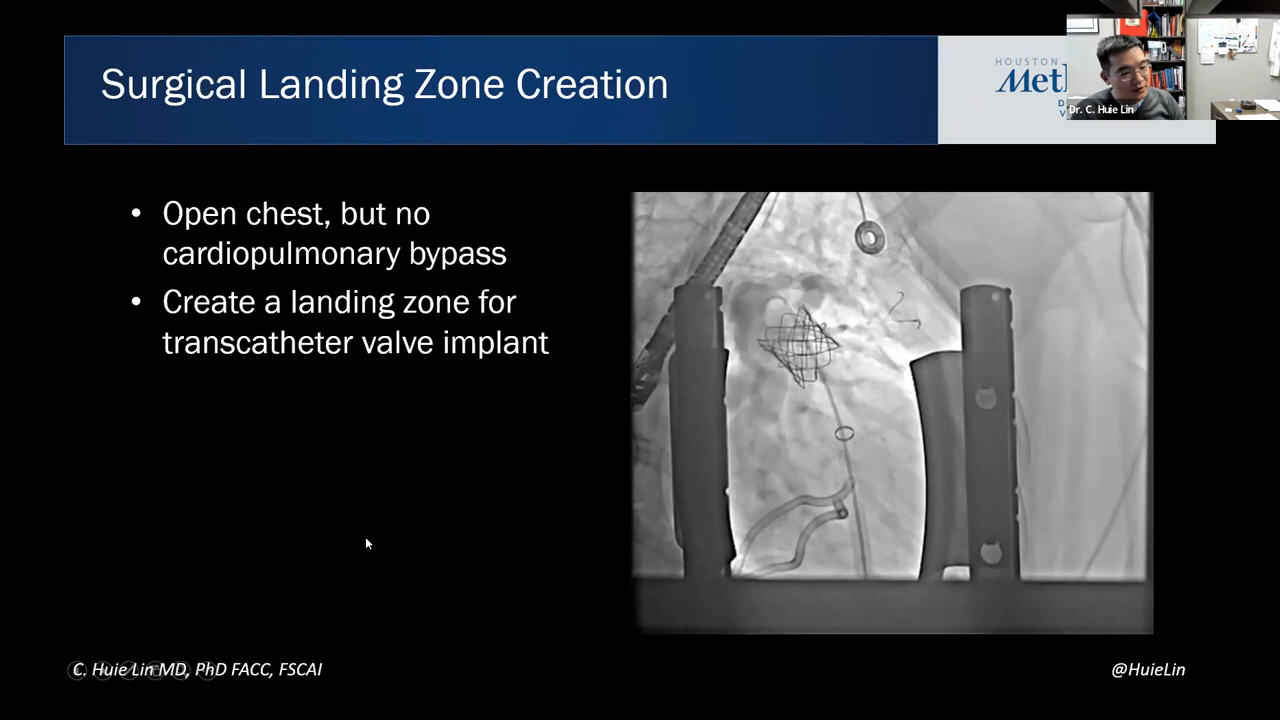 Surgical Landing Zone Creation
HOUSTON
Met
D
V
Dr. C. Huie Lin
• Open chest, but no
cardiopulmonary bypass
• Create a landing zone for
transcatheter valve implant
C. Huie Lin MD, PhD FACC, FSCAI
@HuieLin